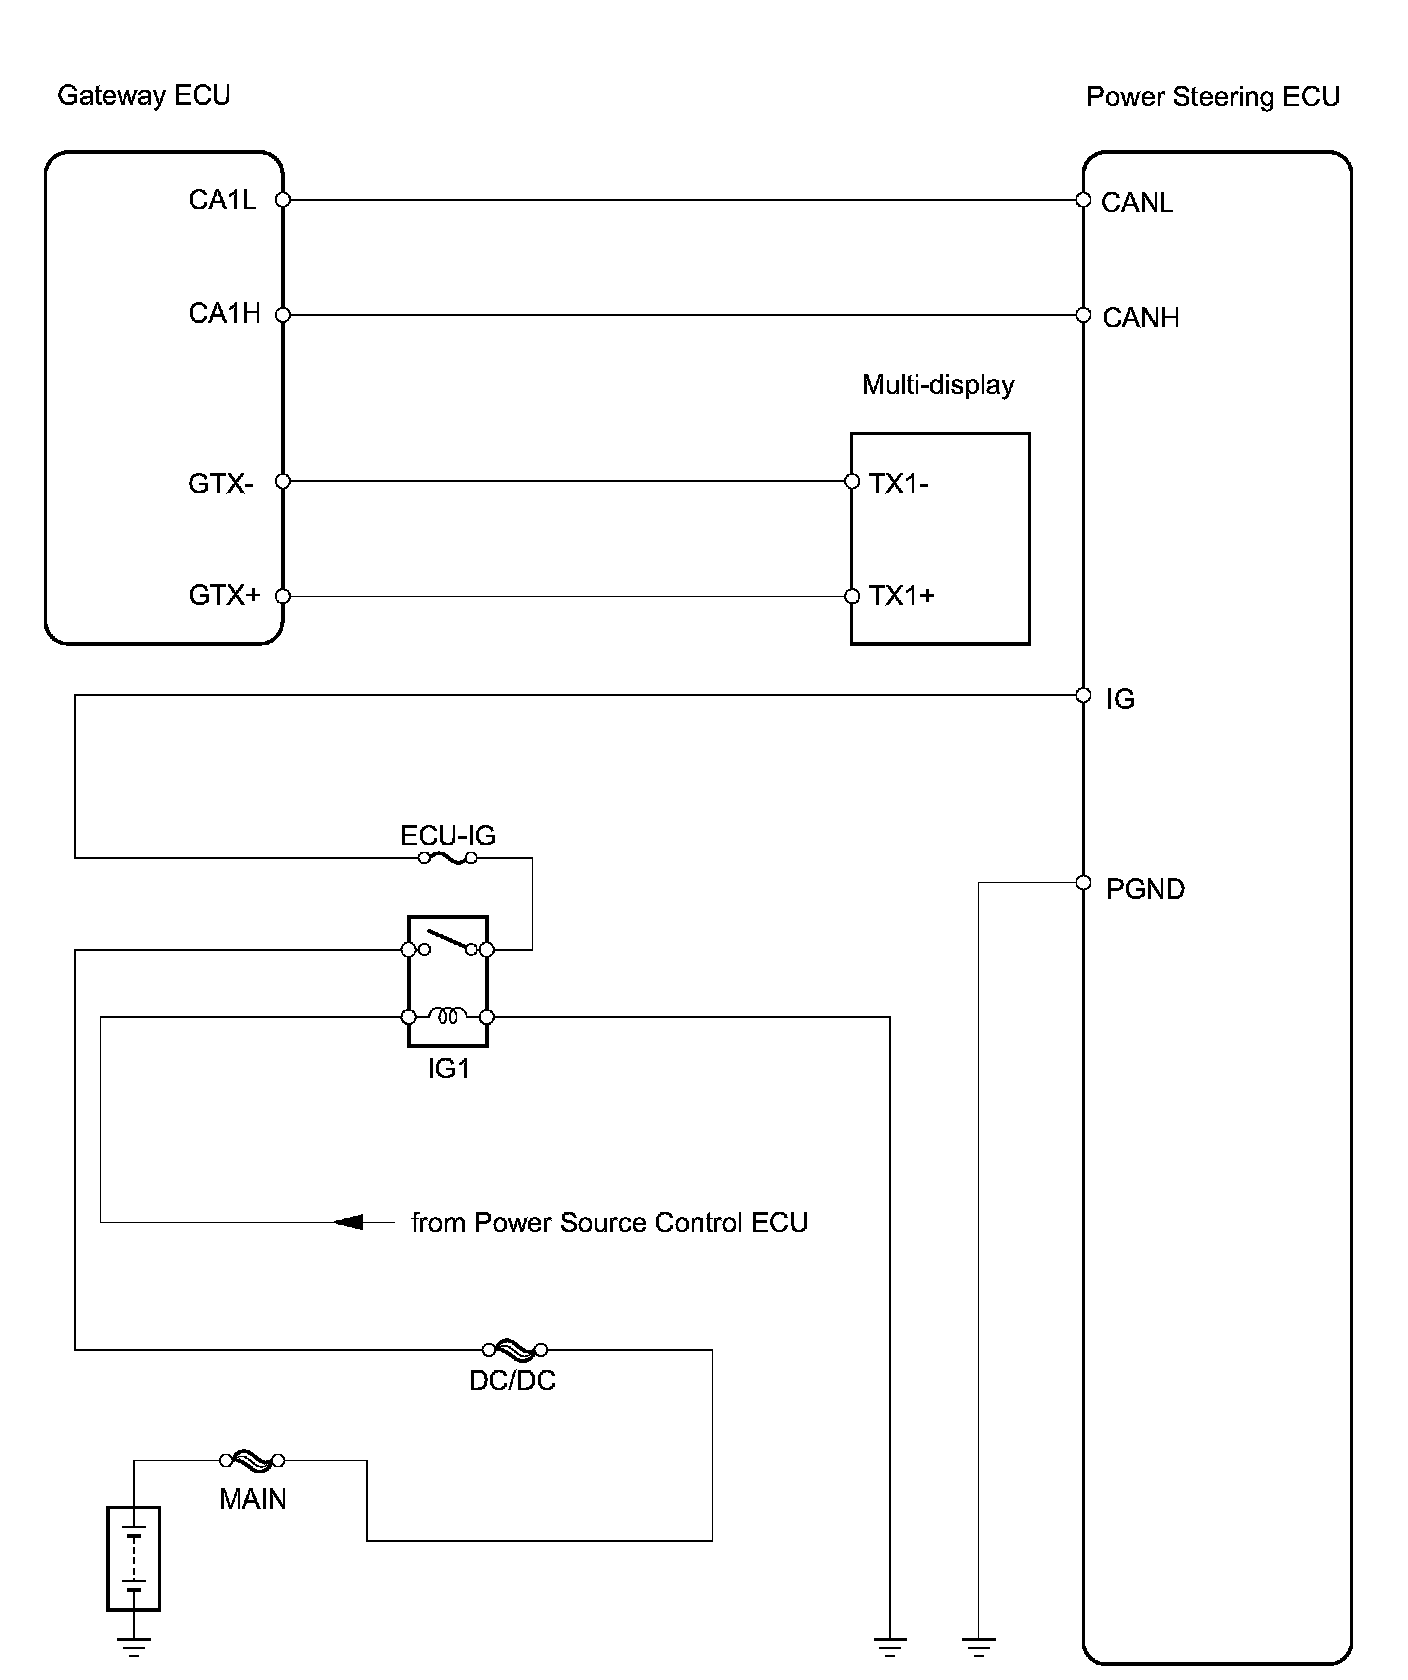 Gateway ECU
Power Steering ECU
CA1L
CANL
CA1H
CANH
Multi-display
GTX-
TX1-
GTX+
TX1+
IG
ECU-IG
PGND
IG1
from Power Source Control ECU
DC/DC
MAIN